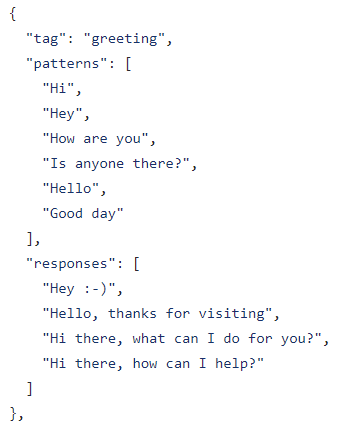 {
  "tag": "greeting",
  "patterns": [
    "Hi",
    "Hey",
    "How are you",
    "Is anyone there?",
    "Hello",
    "Good day"
  ],
  "responses": [
    "Hey :-)",
    "Hello, thanks for visiting",
    "Hi there, what can I do for you?",
    "Hi there, how can I help?"
  ]
},